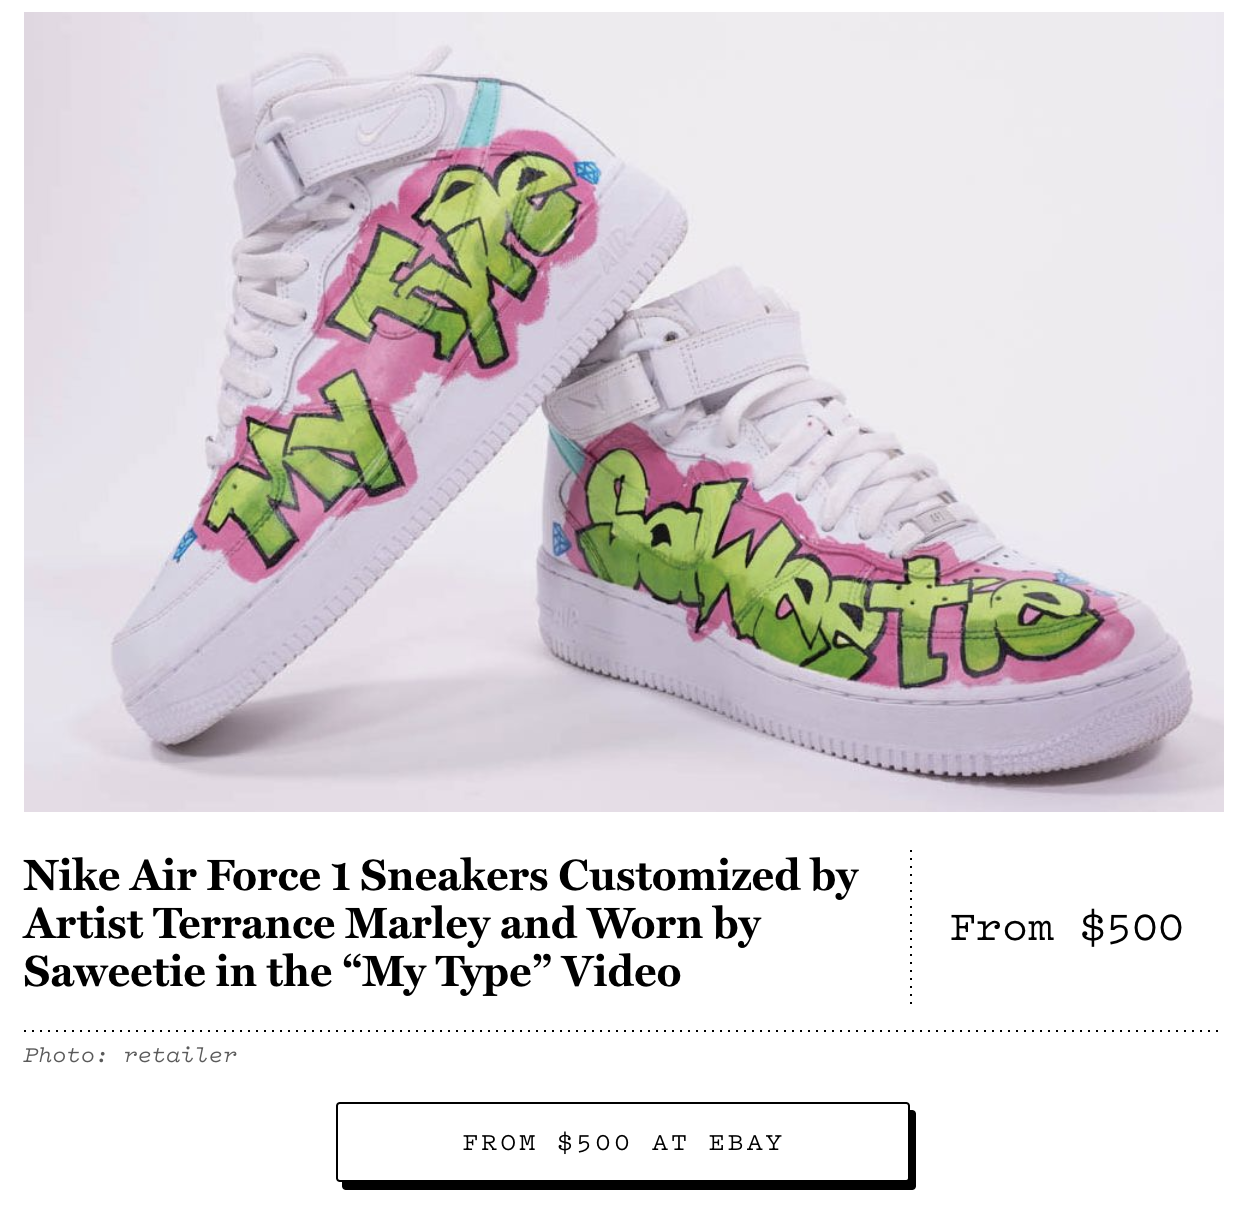 My Type
Saweetie
AIR
Nike Air Force 1 Sneakers Customized by
Artist Terrance Marley and Worn by
Saweetie in the “My Type” Video
From $500
Photo: retailer
FROM $500 AT EBAY